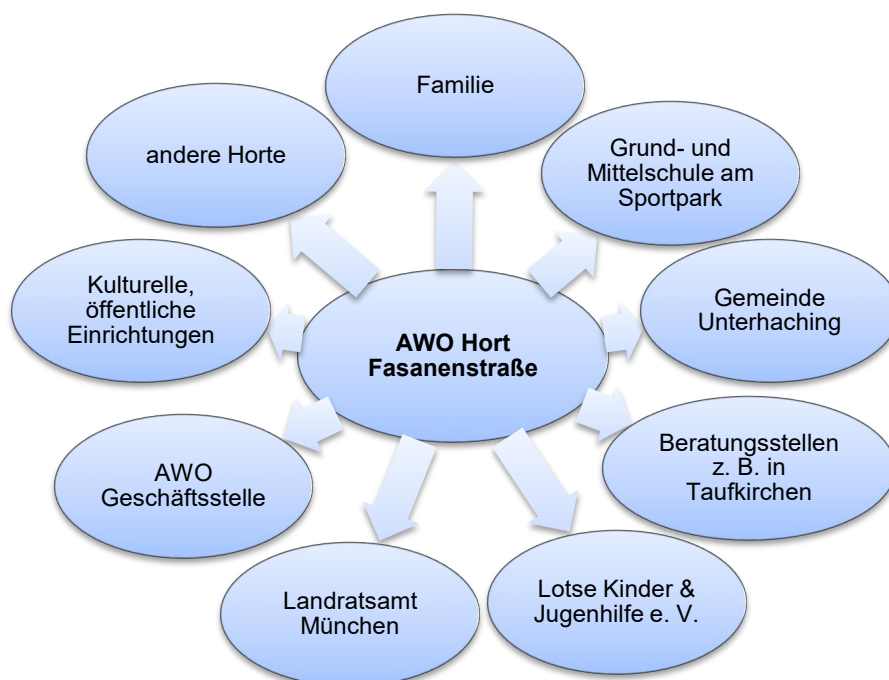 Familie
andere Horte
Grund- und
Mittelschule am
Sportpark
Kulturelle,
öffentliche
Einrichtungen
Gemeinde
Unterhaching
AWO Hort
Fasanenstraße
AWO
Geschäftsstelle
Beratungsstellen
z. B. in
Taufkirchen
Landratsamt
München
Lotse Kinder &
Jugenhilfe e. V.